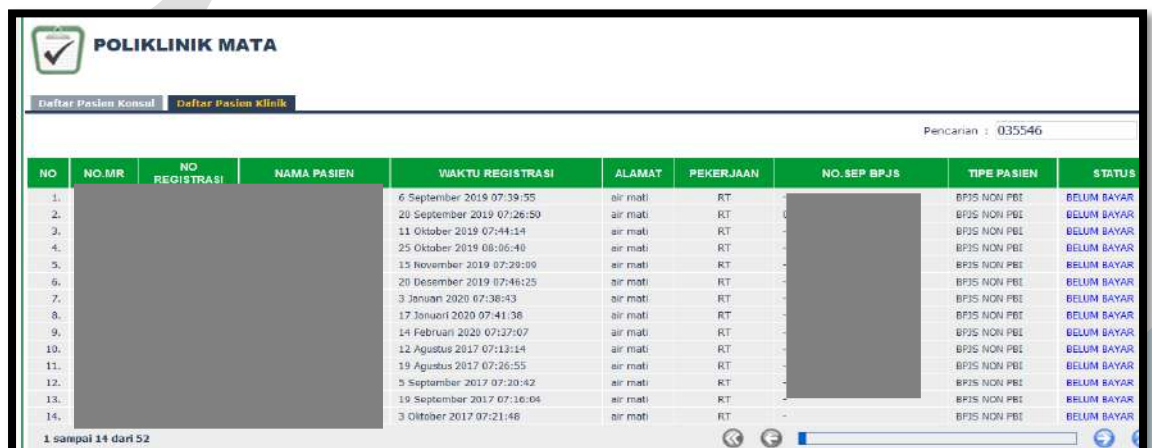 POLIKLINIK MATA
Daftar Pasien Konsul Daftar Pasien Klinik
Pencarian : 035546
NO NO.MR NO REGISTRASI NAMA PASIEN WAKTU REGISTRASI ALAMAT PEKERJAAN NO.SEP BPJS TIPE PASIEN STATUS
1. 6 September 2019 07:39:55 air mati RT - BPJS NON PBI BELUM BAYAR
2. 20 September 2019 07:26:50 air mati RT BPJS NON PBI BELUM BAYAR
3. 11 Oktober 2019 07:44:14 air mati RT - BPJS NON PBI BELUM BAYAR
4. 25 Oktober 2019 08:06:40 air mati RT - BPJS NON PBI BELUM BAYAR
5. 15 November 2019 07:20:09 air mati RT - BPJS NON PBI BELUM BAYAR
6. 20 Desember 2019 07:46:25 air mati RT - BPJS NON PBI BELUM BAYAR
7. 3 Januari 2020 07:38:43 air mati RT - BPJS NON PBI BELUM BAYAR
8. 17 Januari 2020 07:41:38 air mati RT - BPJS NON PBI BELUM BAYAR
9. 14 Februari 2020 07:37:07 air mati RT - BPJS NON PBI BELUM BAYAR
10. 12 Agustus 2017 07:13:14 air mati RT - BPJS NON PBI BELUM BAYAR
11. 19 Agustus 2017 07:26:55 air mati RT - BPJS NON PBI BELUM BAYAR
12. 5 September 2017 07:20:42 air mati RT - BPJS NON PBI BELUM BAYAR
13. 19 September 2017 07:16:04 air mati RT - BPJS NON PBI BELUM BAYAR
14. 3 Oktober 2017 07:21:48 air mati RT - BPJS NON PBI BELUM BAYAR
1 sampai 14 dari 52